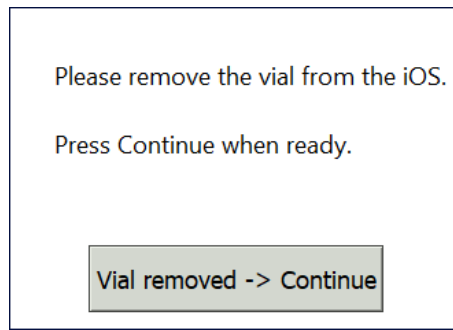 Please remove the vial from the iOS.
Press Continue when ready.
Vial removed -> Continue